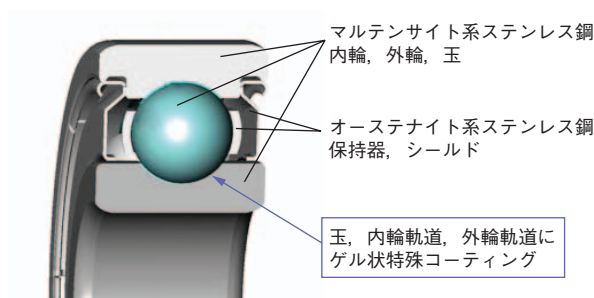 マルテンサイト系ステンレス鋼
内輪，外輪，玉
オーステナイト系ステンレス鋼
保持器，シールド
玉，内輪軌道，外輪軌道に
ゲル状特殊コーティング